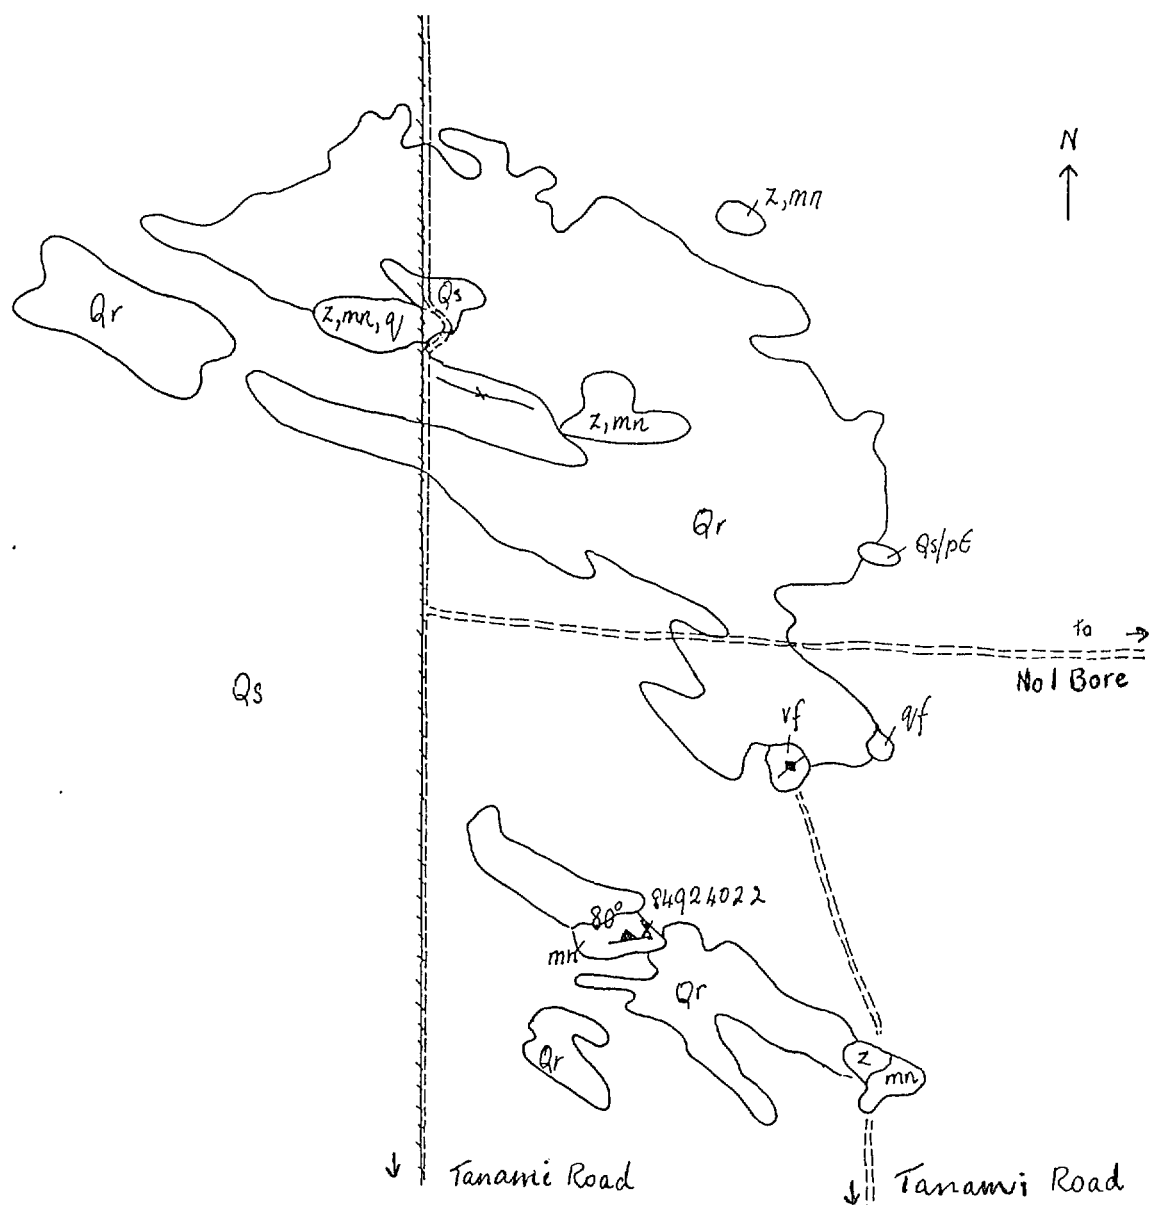 N
z,mn
Qr
Qs
z,mn,q
z,mn
Qr
Qs/pЄ
To →
No 1 Bore
Qs
vf
q/f
80°
84924022
mn
Qr
Qr
z
mn
Tanami Road
Tanami Road